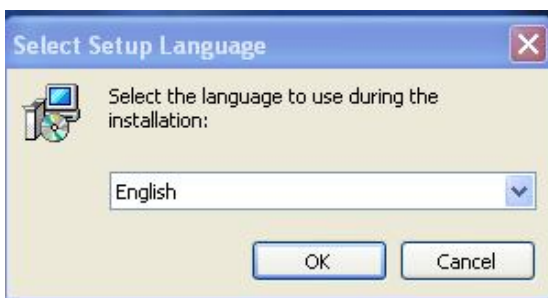 Select Setup Language
Select the language to use during the
installation:
English
OK
Cancel